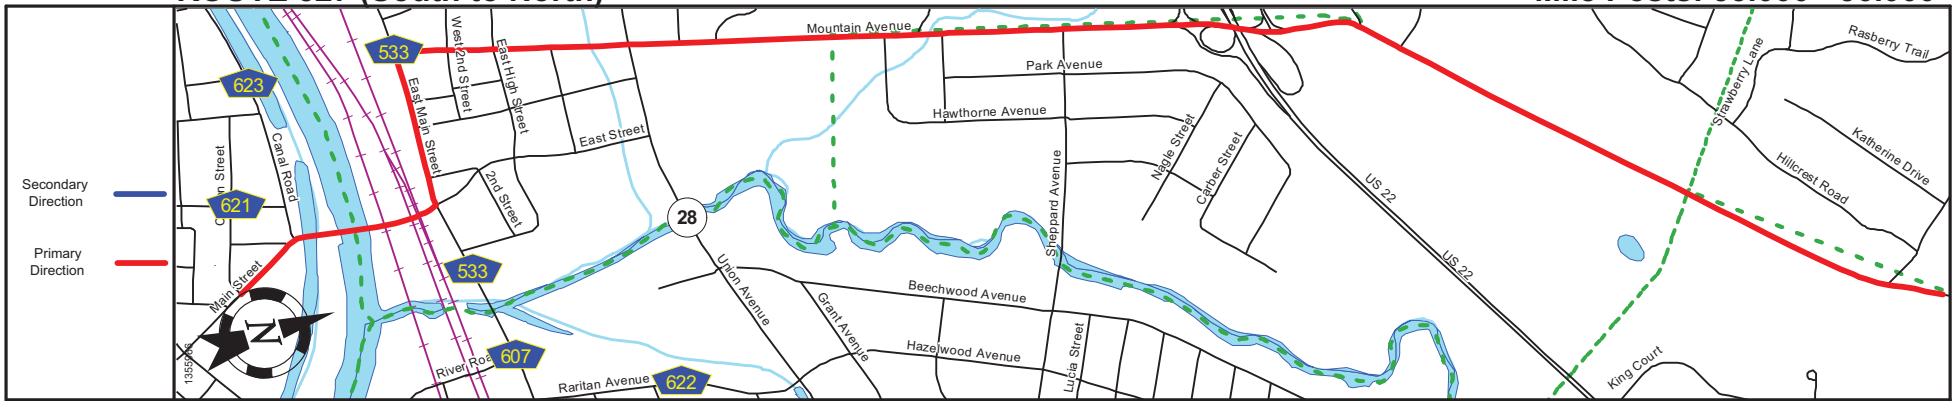 Secondary
Direction
Primary
Direction
623
621
533
533
607
622
28
Canal Road
Main Street
East Main Street
West 2nd Street
East High Street
2nd Street
East Street
Mountain Avenue
Park Avenue
Hawthorne Avenue
Nagle Street
Carber Street
Sheppard Avenue
Union Avenue
Grant Avenue
Beechwood Avenue
Hazelwood Avenue
Lucia Street
Raritan Avenue
US 22
US 22
King Court
Strawberry Lane
Rasberry Trail
Katherine Drive
Hillcrest Road
N